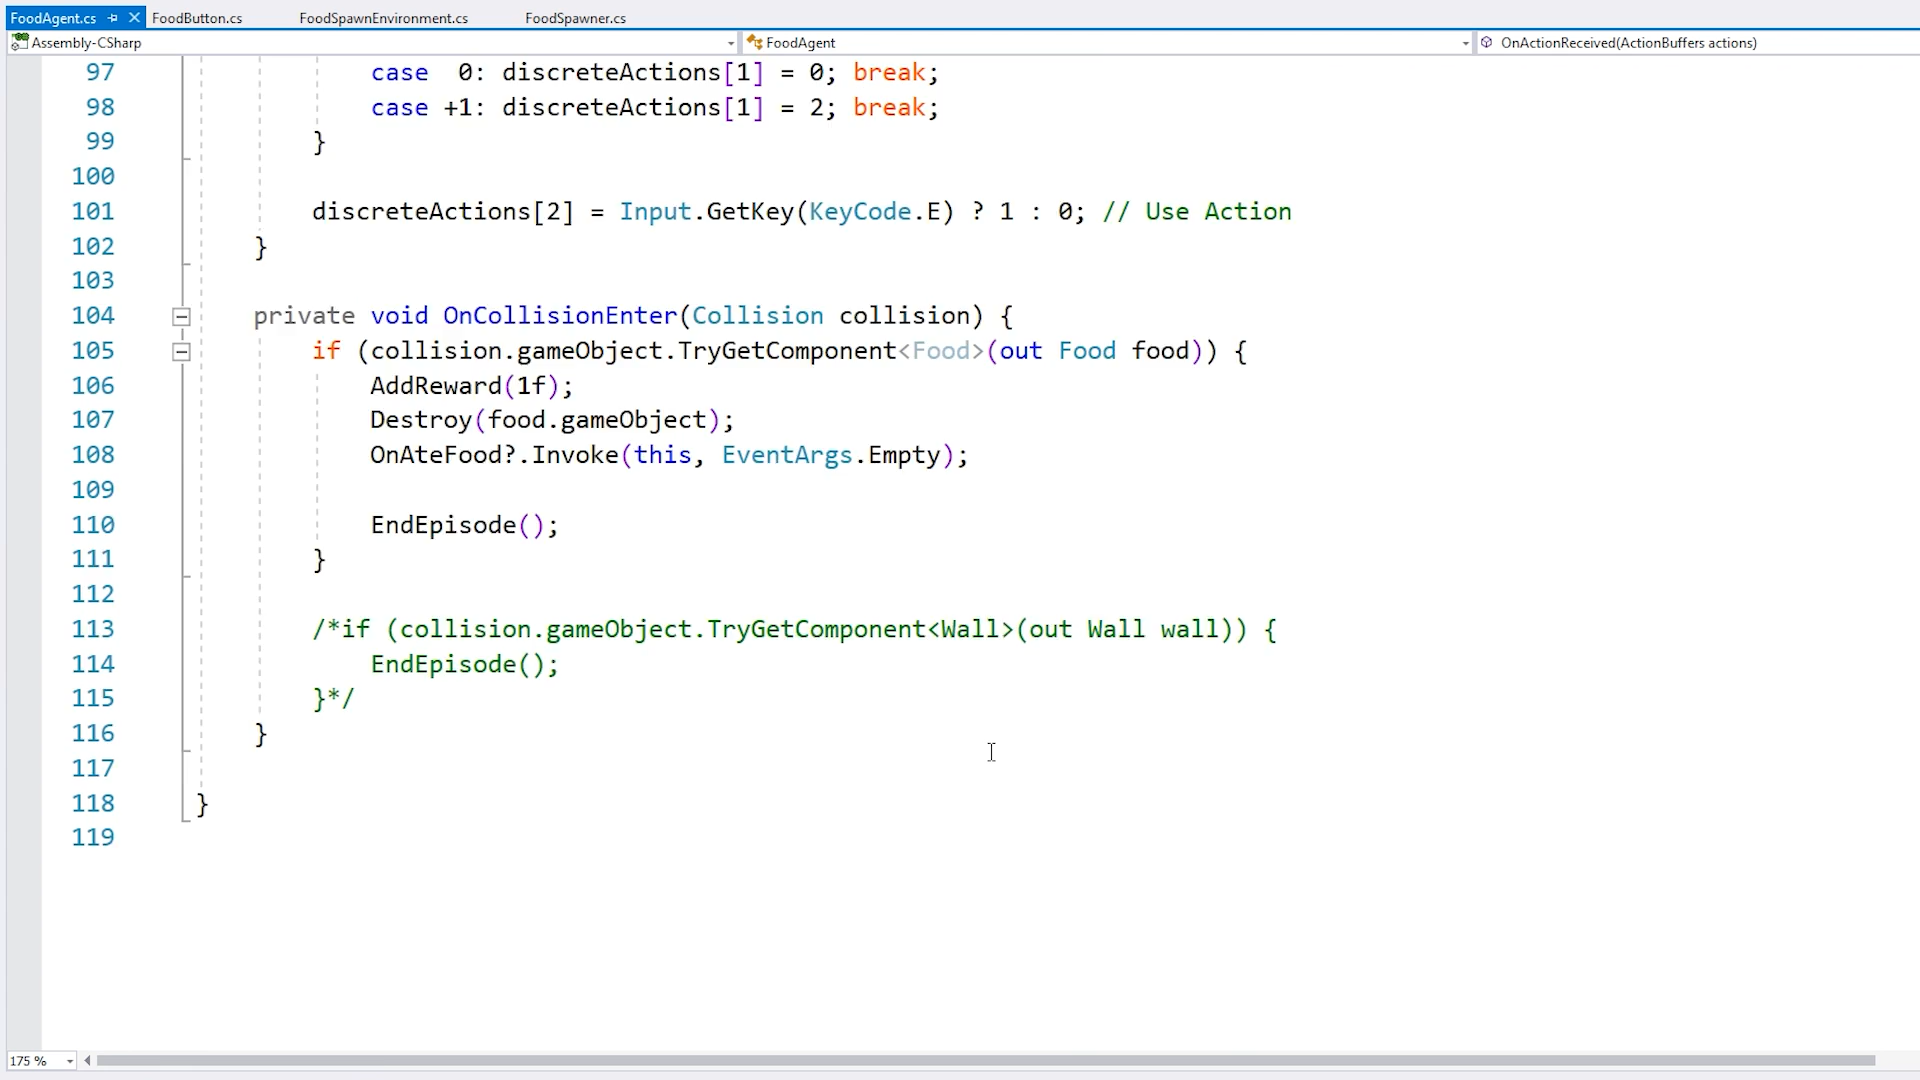 FoodAgent.cs FoodButton.cs FoodSpawnEnvironment.cs FoodSpawner.cs
Assembly-CSharp FoodAgent OnActionReceived(ActionBuffers actions)
97 case  0: discreteActions[1] = 0; break;
98 case +1: discreteActions[1] = 2; break;
99 }
100
101 discreteActions[2] = Input.GetKey(KeyCode.E) ? 1 : 0; // Use Action
102 }
103
104 private void OnCollisionEnter(Collision collision) {
105 if (collision.gameObject.TryGetComponent<Food>(out Food food)) {
106 AddReward(1f);
107 Destroy(food.gameObject);
108 OnAteFood?.Invoke(this, EventArgs.Empty);
109
110 EndEpisode();
111 }
112
113 /*if (collision.gameObject.TryGetComponent<Wall>(out Wall wall)) {
114 EndEpisode();
115 }*/
116 }
117
118 }
119
175 %